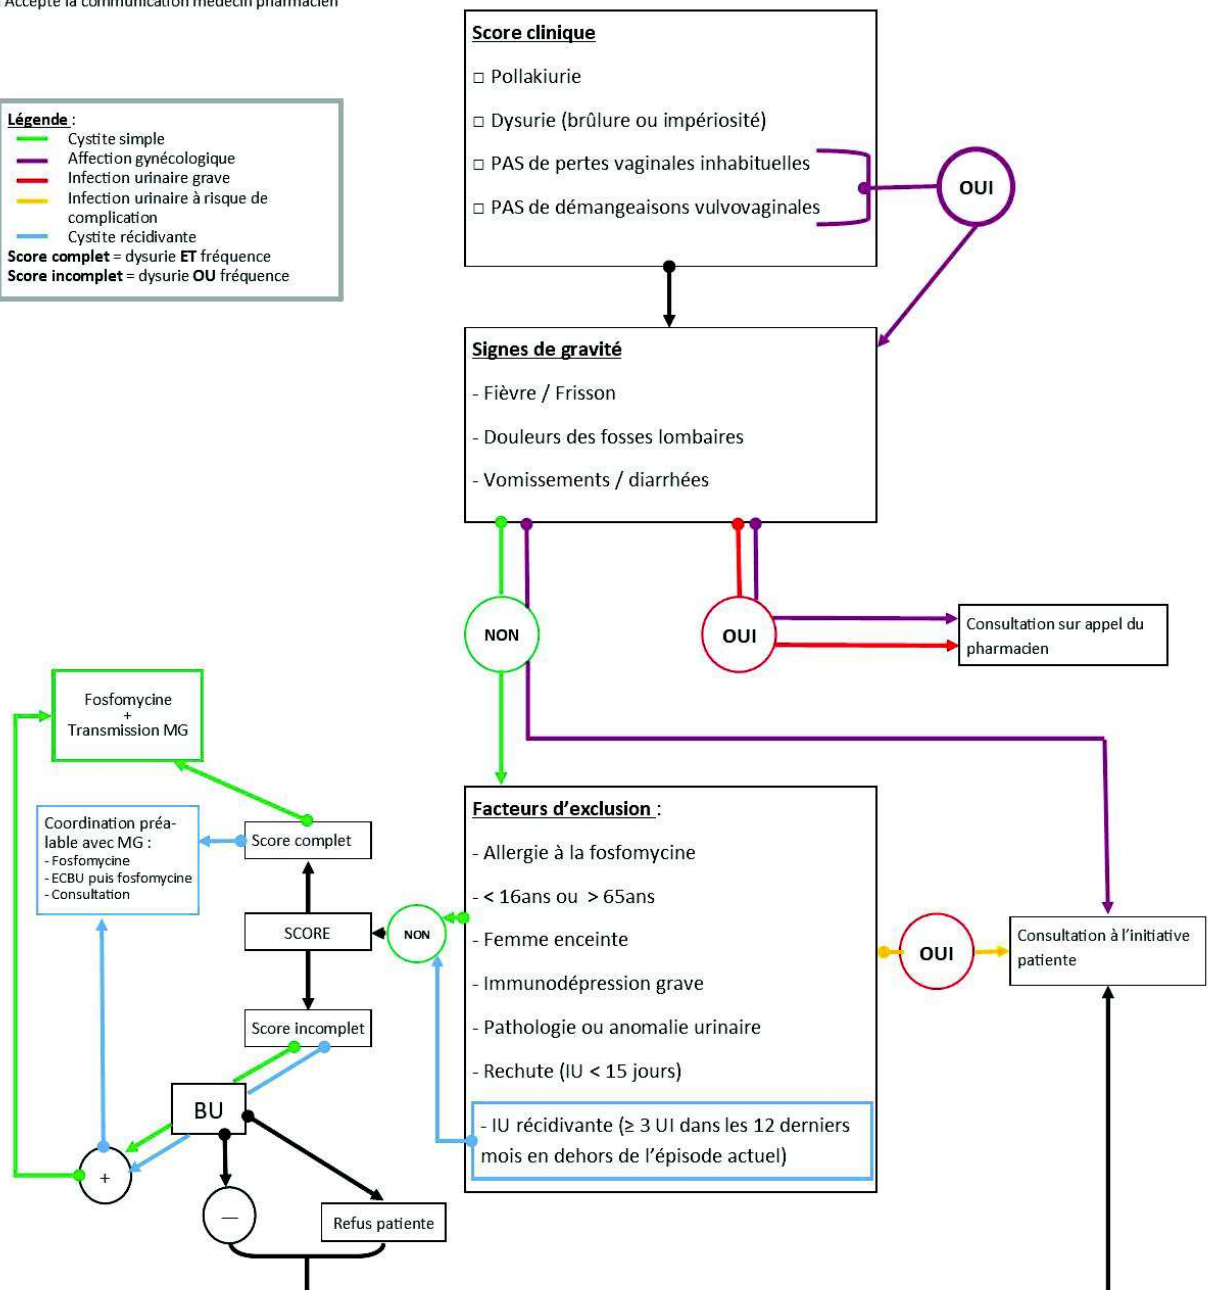 Accepte la communication médecin pharmacien
Score clinique
□ Pollakiurie
□ Dysurie (brûlure ou impériosité)
□ PAS de pertes vaginales inhabituelles
□ PAS de démangeaisons vulvovaginales
OUI
Légende :
Cystite simple
Affection gynécologique
Infection urinaire grave
Infection urinaire à risque de
complication
Cystite récidivante
Score complet = dysurie ET fréquence
Score incomplet = dysurie OU fréquence
Signes de gravité
- Fièvre / Frisson
- Douleurs des fosses lombaires
- Vomissements / diarrhées
NON
OUI
Consultation sur appel du
pharmacien
Fosfomycine
+
Transmission MG
Coordination préa-
lable avec MG :
- Fosfomycine
- ECBU puis fosfomycine
- Consultation
Score complet
SCORE
Score incomplet
NON
Facteurs d’exclusion :
- Allergie à la fosfomycine
- < 16ans ou > 65ans
- Femme enceinte
- Immunodépression grave
- Pathologie ou anomalie urinaire
- Rechute (IU < 15 jours)
- IU récidivante (≥ 3 UI dans les 12 derniers
mois en dehors de l’épisode actuel)
OUI
Consultation à l’initiative
patiente
BU
+
—
Refus patiente